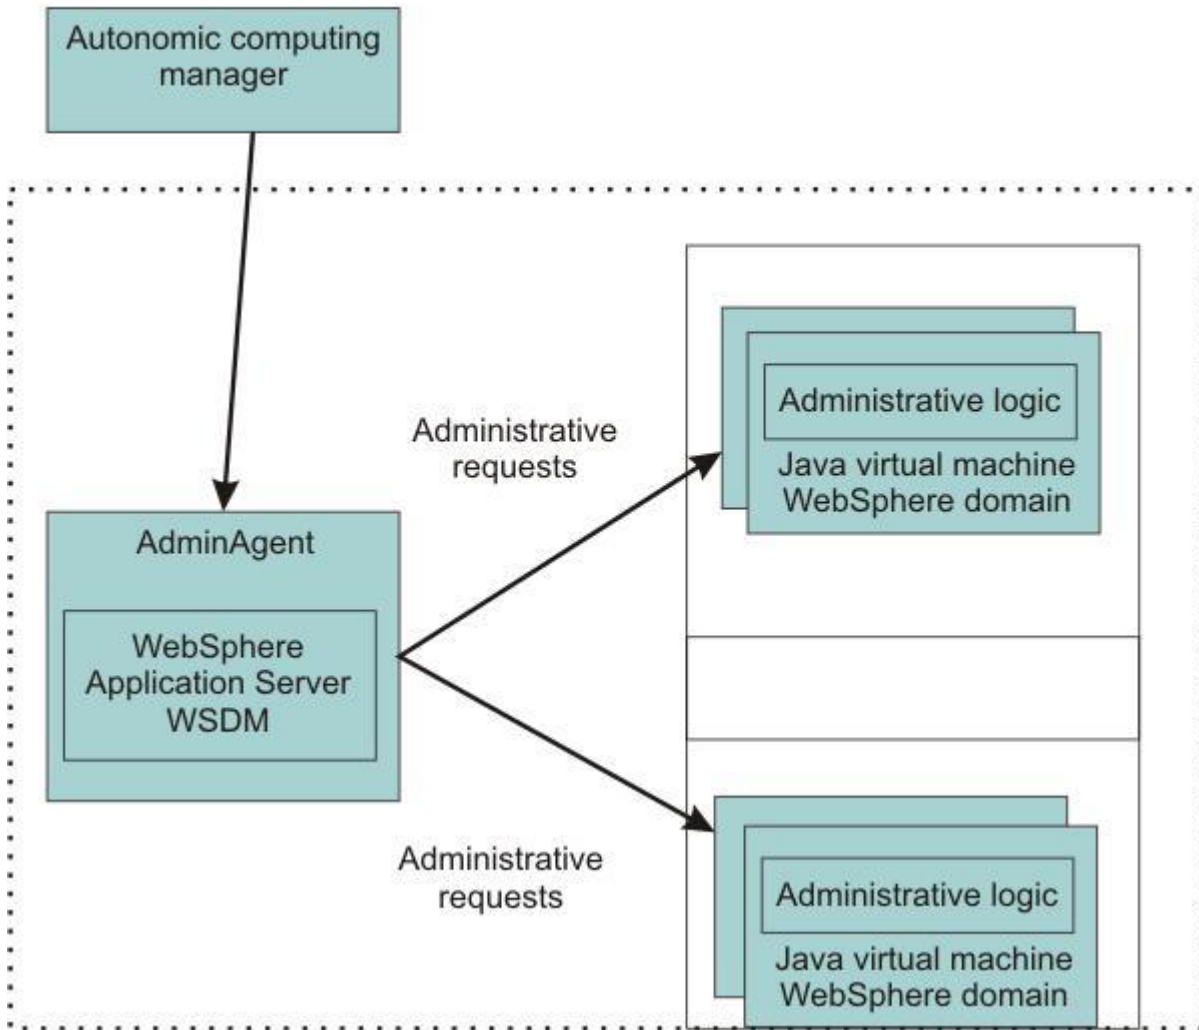 Autonomic computing
manager
Administrative logic
Java virtual machine
WebSphere domain
Administrative
requests
AdminAgent
WebSphere
Application Server
WSDM
Administrative
requests
Administrative logic
Java virtual machine
WebSphere domain